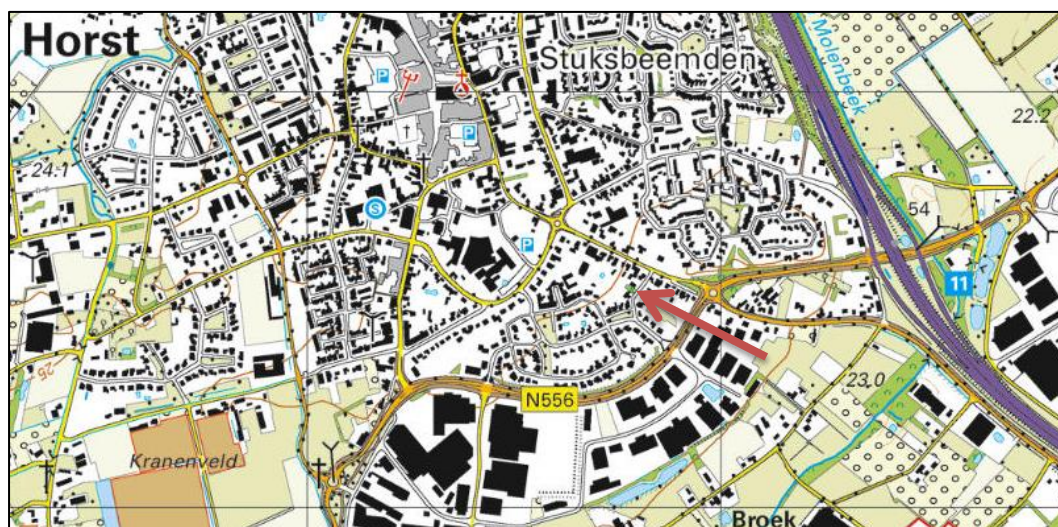 Horst
Stuksbeemden
Molenbeek
P
22.2
24.1
P
S
54
P
11
N556
23.0
25
Kranenveld
Broek